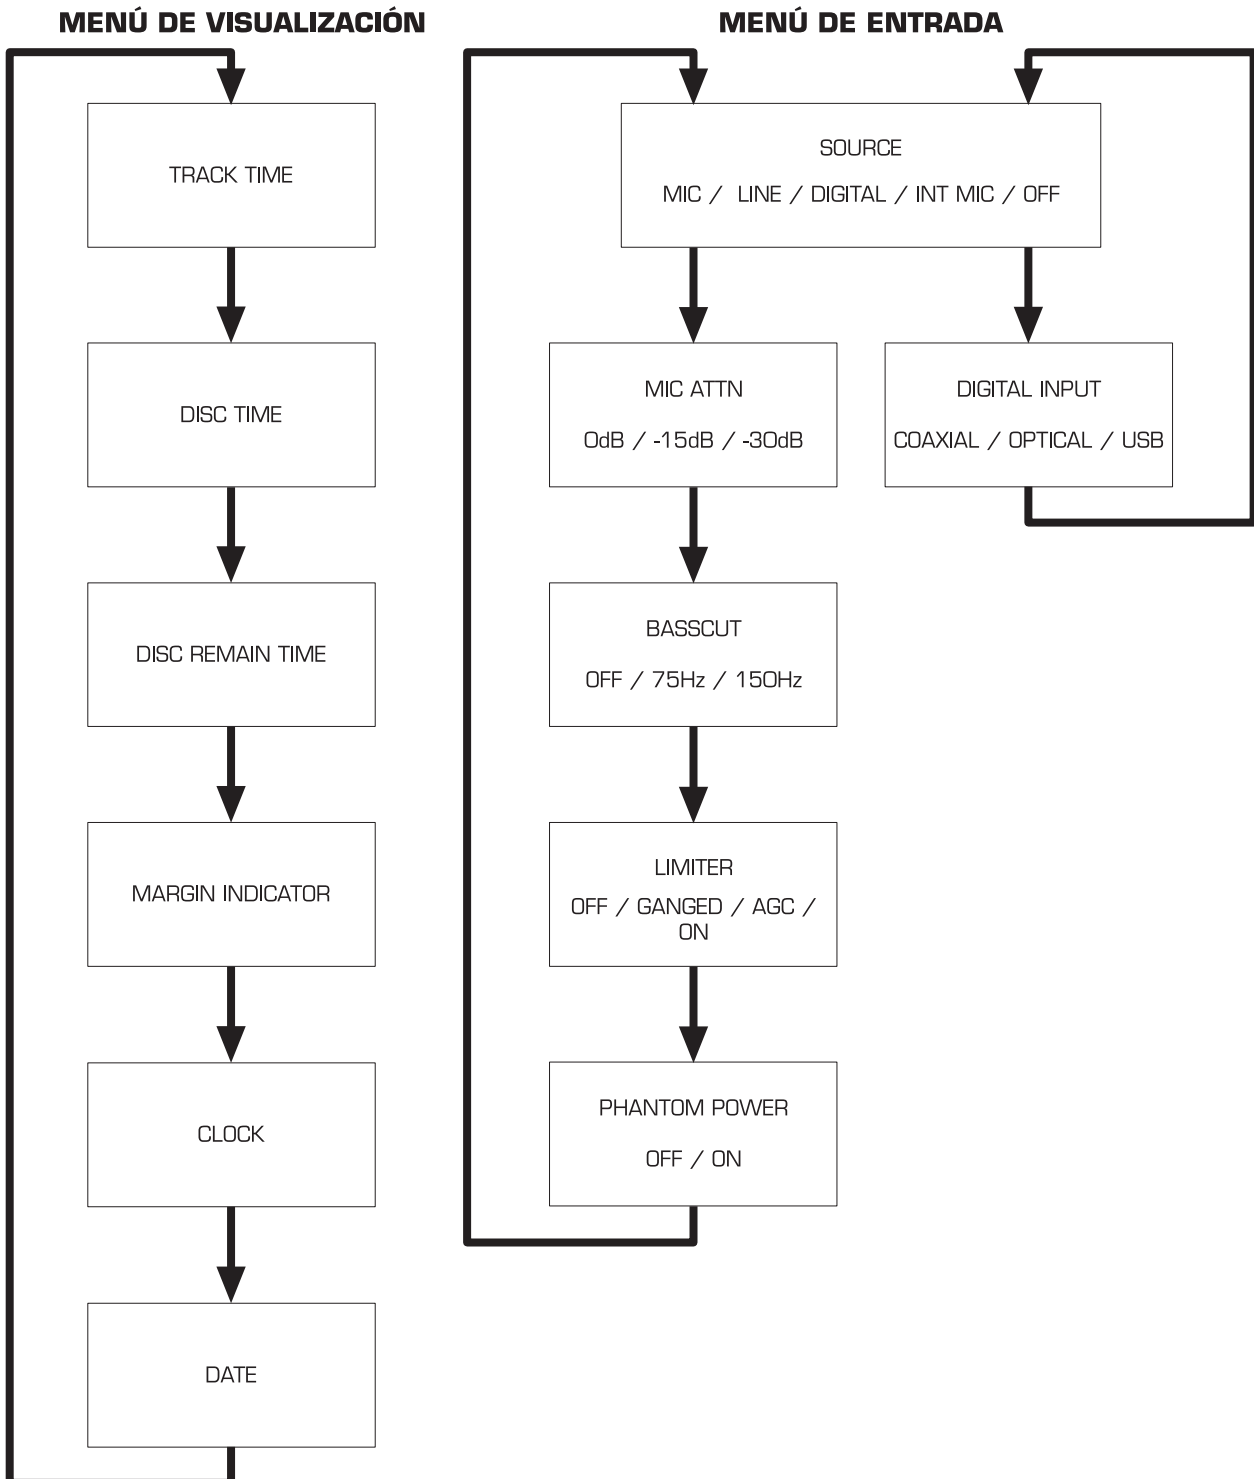 MENÚ DE VISUALIZACIÓN
TRACK TIME
DISC TIME
DISC REMAIN TIME
MARGIN INDICATOR
CLOCK
DATE
MENÚ DE ENTRADA
SOURCE
MIC / LINE / DIGITAL / INT MIC / OFF
MIC ATTN
0dB / -15dB / -30dB
BASSCUT
OFF / 75Hz / 150Hz
LIMITER
OFF / GANGED / AGC /
ON
PHANTOM POWER
OFF / ON
DIGITAL INPUT
COAXIAL / OPTICAL / USB